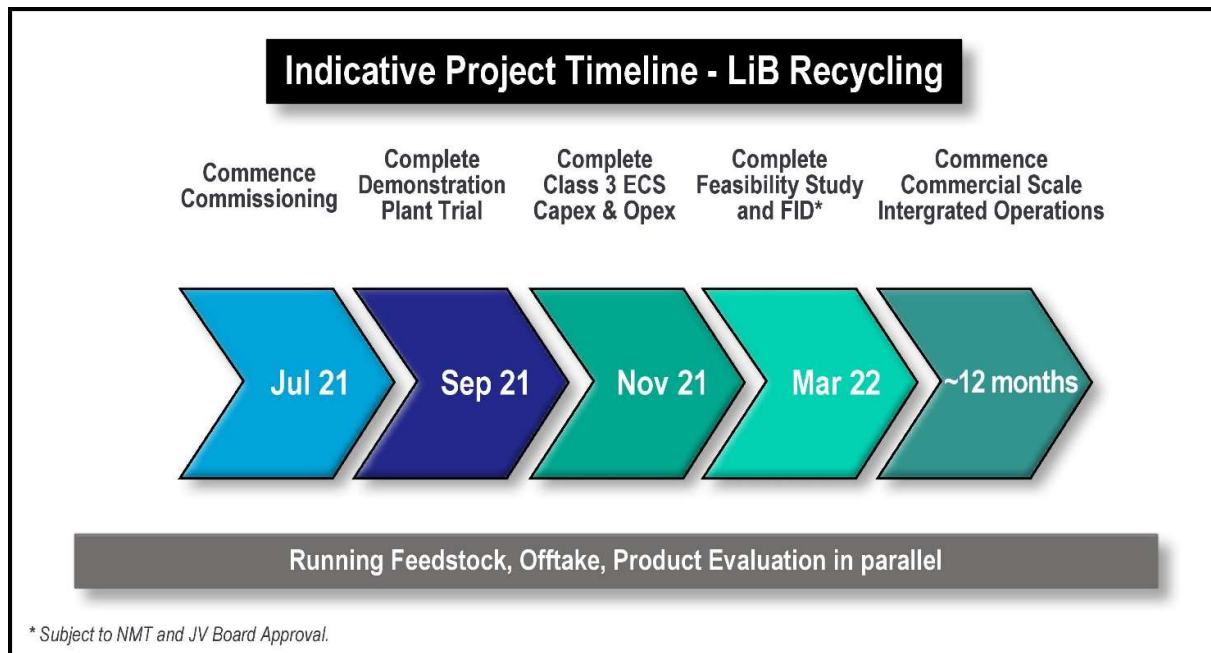 Indicative Project Timeline - LiB Recycling
Commence
Commissioning
Complete
Demonstration
Plant Trial
Complete
Class 3 ECS
Capex & Opex
Complete
Feasibility Study
and FID*
Commence
Commercial Scale
Intergrated Operations
Jul 21
Sep 21
Nov 21
Mar 22
~12 months
Running Feedstock, Offtake, Product Evaluation in parallel
* Subject to NMT and JV Board Approval.